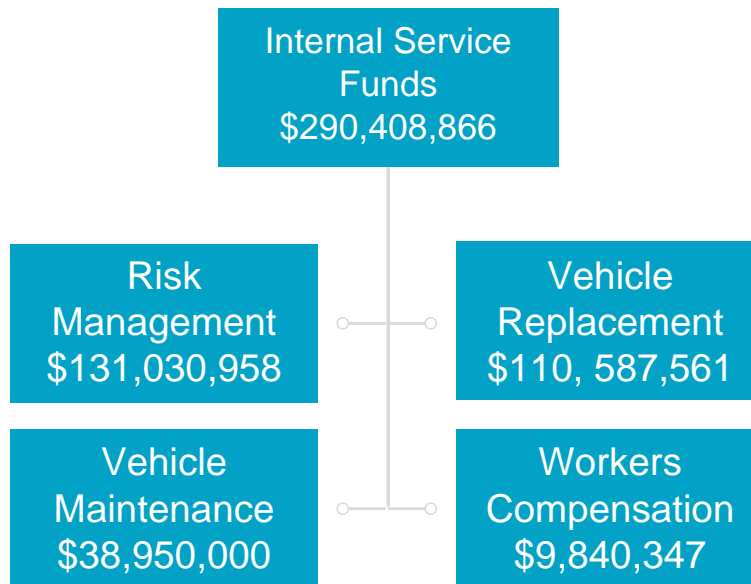 Internal Service
Funds
$290,408,866
Risk
Management
$131,030,958
Vehicle
Replacement
$110, 587,561
Vehicle
Maintenance
$38,950,000
Workers
Compensation
$9,840,347